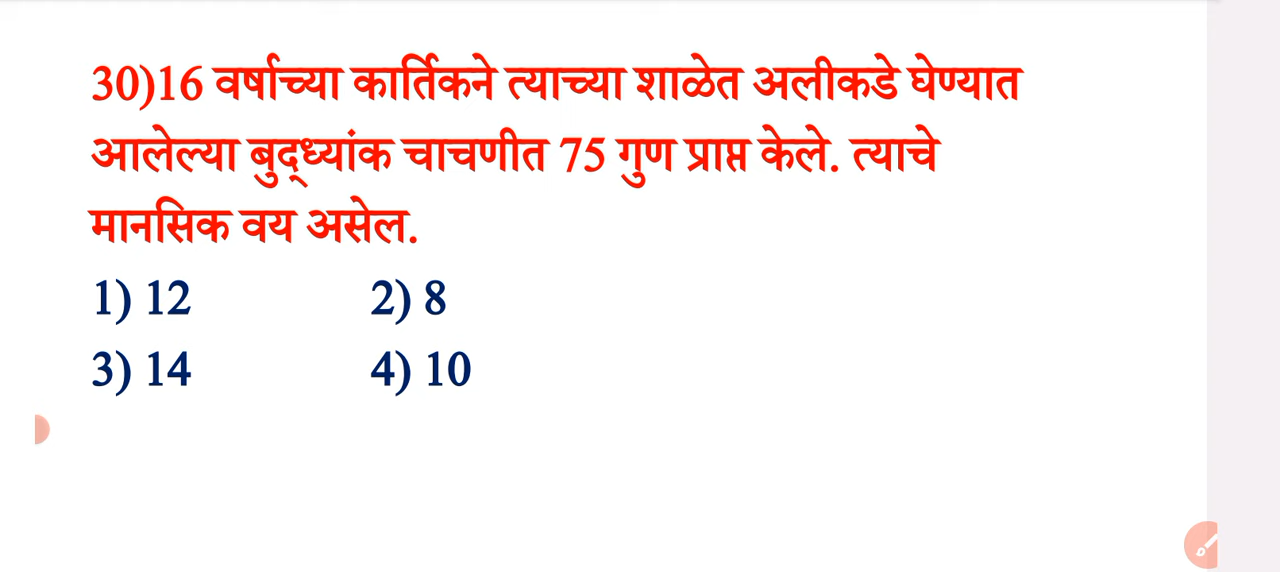 30)16 वर्षाच्या कार्तिकने त्याच्या शाळेत अलीकडे घेण्यात
आलेल्या बुद्ध्यांक चाचणीत 75 गुण प्राप्त केले. त्याचे
मानसिक वय असेल.
1) 12 2) 8
3) 14 4) 10